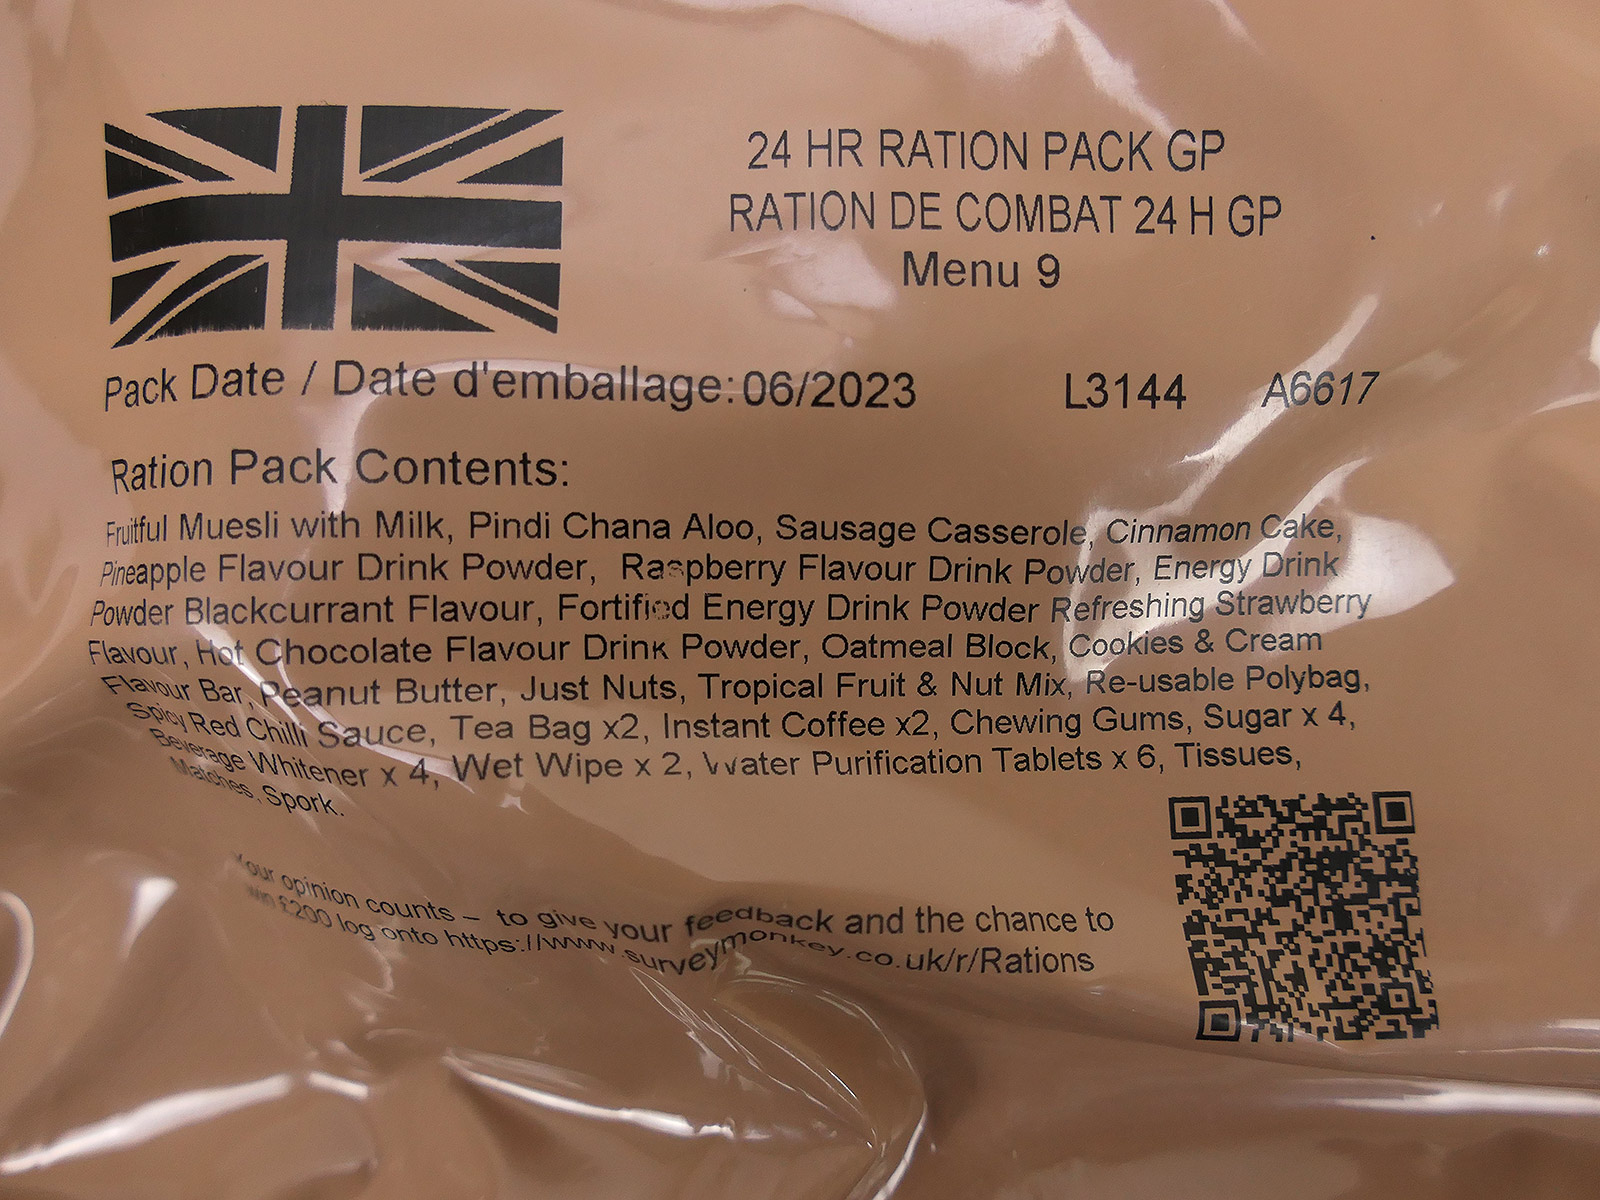 24 HR RATION PACK GP
RATION DE COMBAT 24 H GP
Menu 9
Pack Date / Date d'emballage:06/2023 L3144 A6617
Ration Pack Contents:
Fruitful Muesli with Milk, Pindi Chana Aloo, Sausage Casserole, Cinnamon Cake,
Pineapple Flavour Drink Powder, Raspberry Flavour Drink Powder, Energy Drink
Powder Blackcurrant Flavour, Fortified Energy Drink Powder Refreshing Strawberry
Flavour, Hot Chocolate Flavour Drink Powder, Oatmeal Block, Cookies & Cream
Flavour Bar, Peanut Butter, Just Nuts, Tropical Fruit & Nut Mix, Re-usable Polybag,
Spicy Red Chilli Sauce, Tea Bag x2, Instant Coffee x2, Chewing Gums, Sugar x 4,
Beverage Whitener x 4, Wet Wipe x 2, Water Purification Tablets x 6, Tissues,
Matches, Spork.
Your opinion counts – to give your feedback and the chance to
win £200 log onto https://www.surveymonkey.co.uk/r/Rations